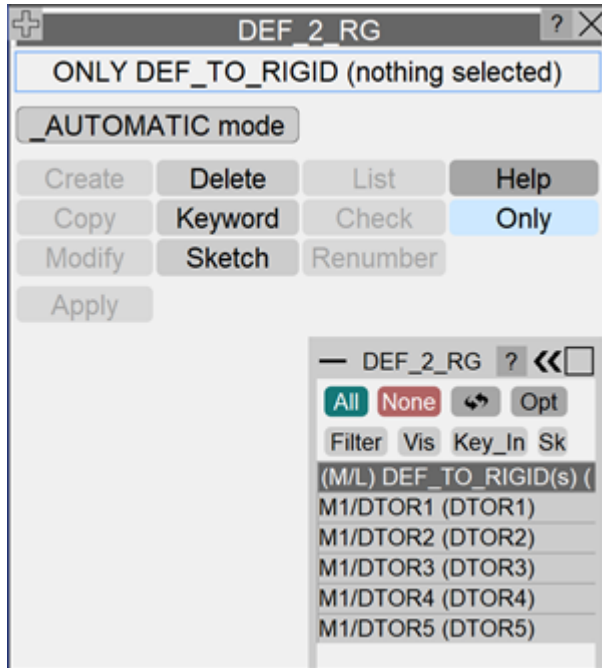 DEF_2_RG ?
ONLY DEF_TO_RIGID (nothing selected)
_AUTOMATIC mode
Create Delete List Help
Copy Keyword Check Only
Modify Sketch Renumber
Apply
DEF_2_RG ?
All None Opt
Filter Vis Key_In Sk
(M/L) DEF_TO_RIGID(s) (
M1/DTOR1 (DTOR1)
M1/DTOR2 (DTOR2)
M1/DTOR3 (DTOR3)
M1/DTOR4 (DTOR4)
M1/DTOR5 (DTOR5)